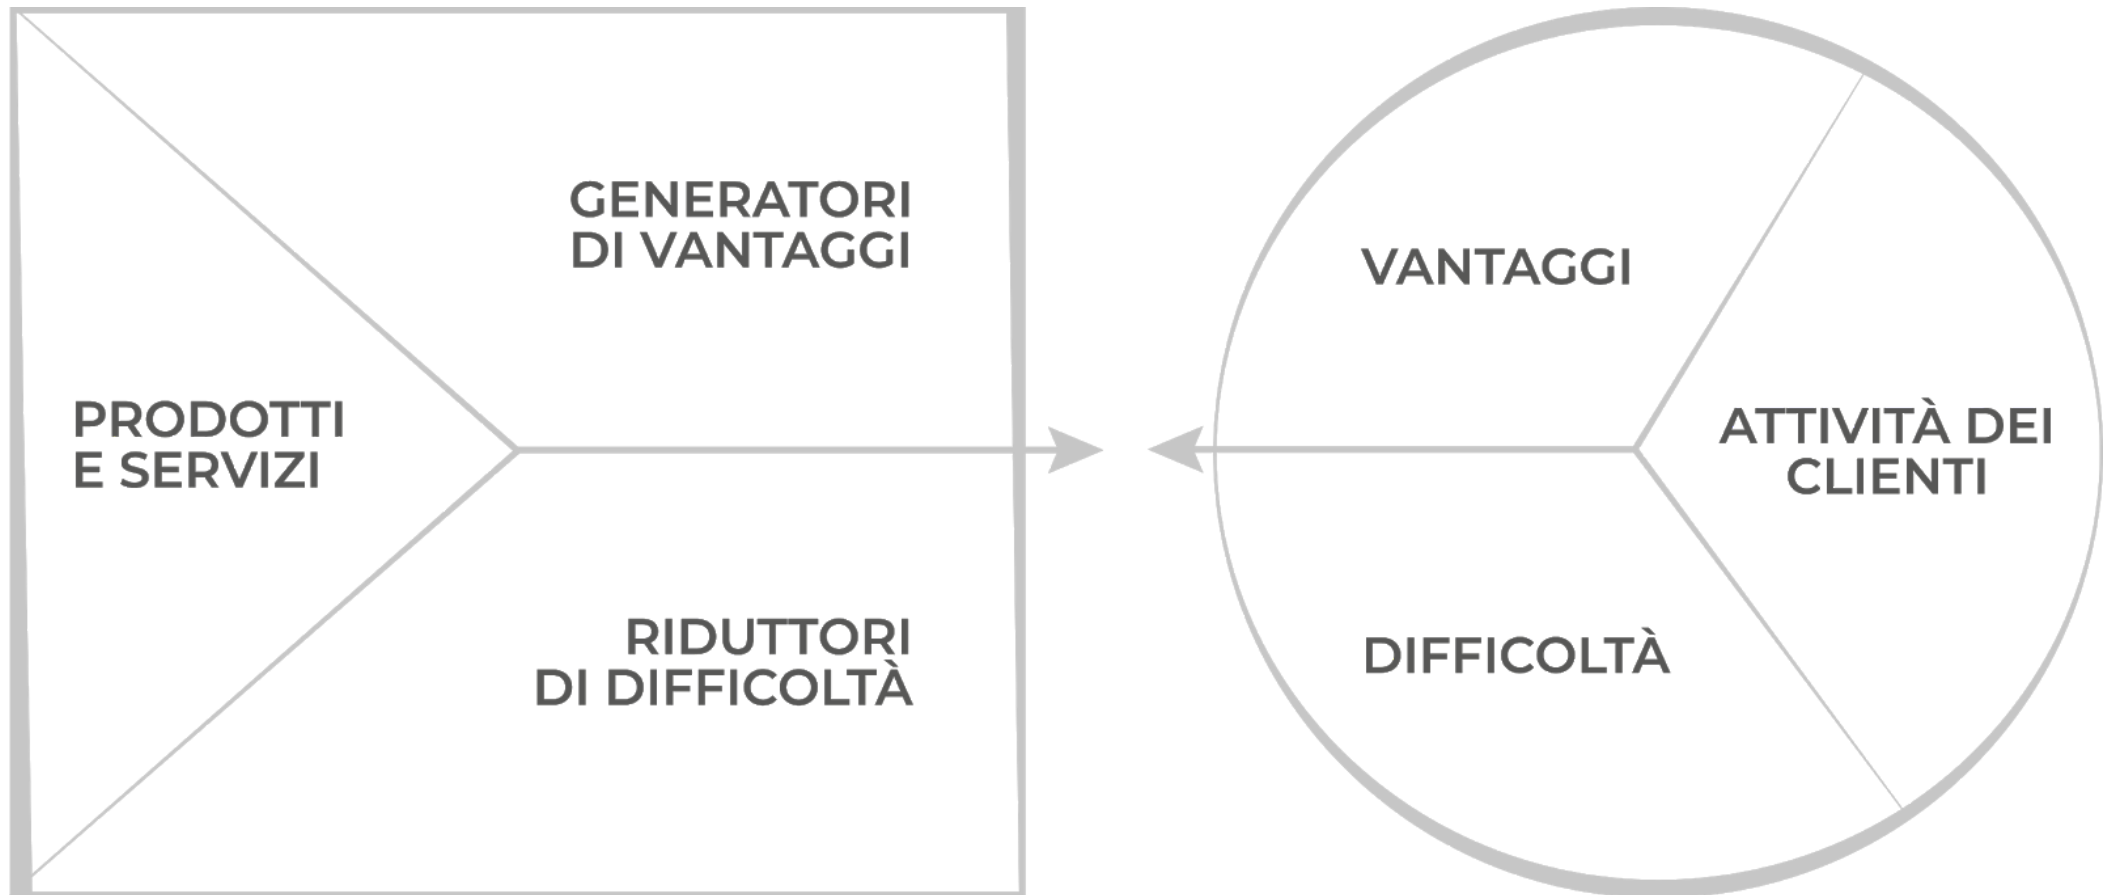 GENERATORI
DI VANTAGGI
PRODOTTI
E SERVIZI
RIDUTTORI
DI DIFFICOLTÀ
VANTAGGI
ATTIVITÀ DEI
CLIENTI
DIFFICOLTÀ